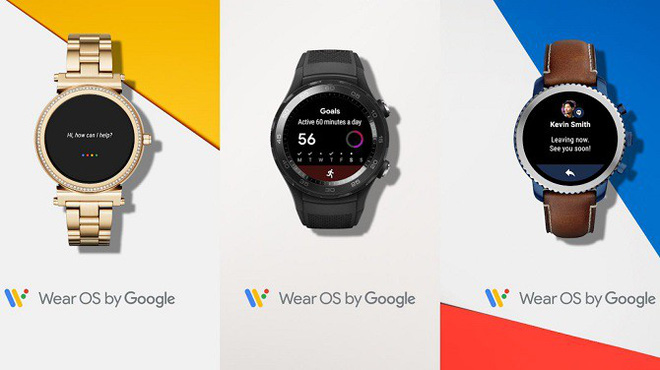 Hi, how can I help?
Wear OS by Google
Goals
Active 60 minutes a day
56
M T W T F S S
Wear OS by Google
Kevin Smith
Leaving now.
See you soon!
Wear OS by Google